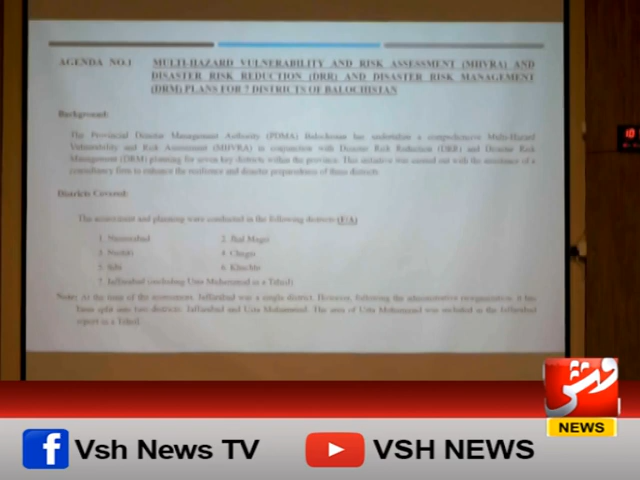 AGENDA NO.1 MULTI-HAZARD VULNERABILITY AND RISK ASSESSMENT (MHVRA) AND
DISASTER RISK REDUCTION (DRR) AND DISASTER RISK MANAGEMENT
(DRM) PLANS FOR 7 DISTRICTS OF BALOCHISTAN
Background:
The Provincial Disaster Management Authority (PDMA) Balochistan has undertaken a comprehensive Multi-Hazard
Vulnerability and Risk Assessment (MHVRA) in conjunction with Disaster Risk Reduction (DRR) and Disaster Risk
Management (DRM) planning for seven key districts within the province. This initiative was carried out with the assistance of a
consultancy firm to enhance the resilience and disaster preparedness of these districts.
Districts Covered:
The assessment and planning were conducted in the following districts (F/A)
1. Naseerabad 2. Jhal Magsi
3. Nushki 4. Chagai
5. Sibi 6. Khachhi
7. Jaffarabad (including Usta Muhammad as a Tehsil)
Note: At the time of the assessment, Jaffarabad was a single district. However, following the administrative reorganization, it has
been split into two districts: Jaffarabad and Usta Muhammad. The area of Usta Muhammad was included in the Jaffarabad
report as a Tehsil.
وش
NEWS
Vsh News TV
VSH NEWS